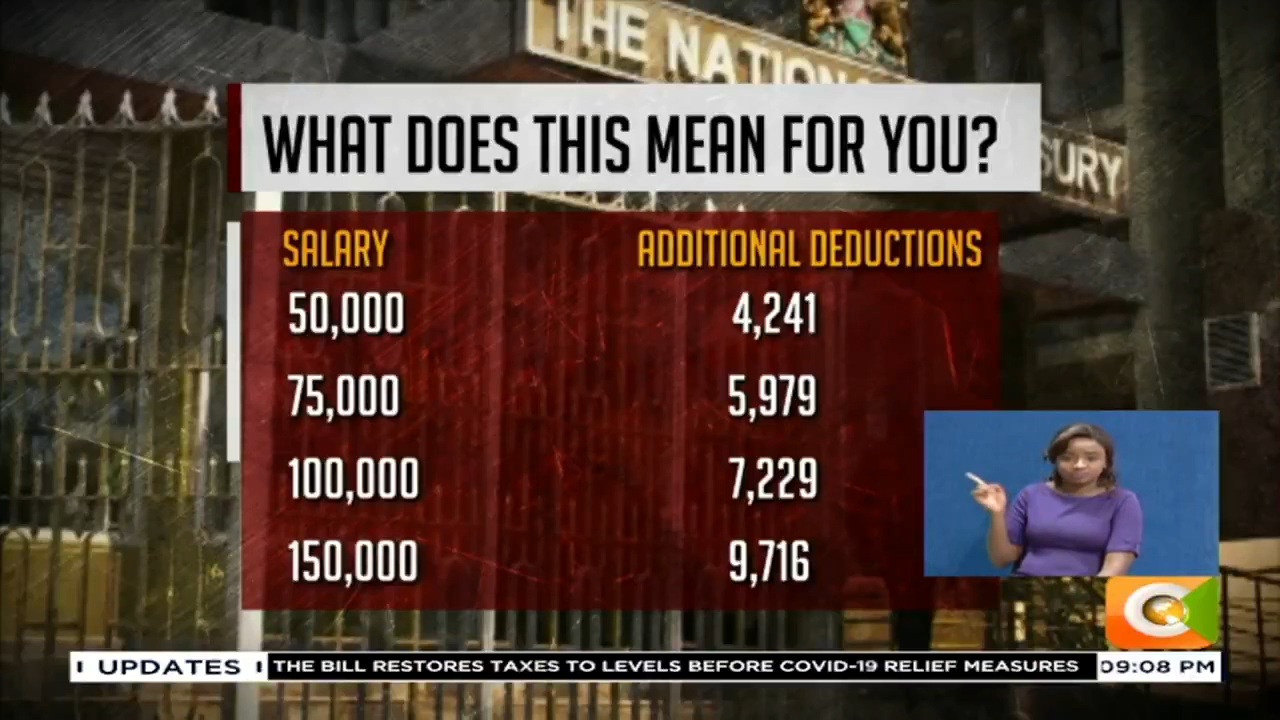 THE NATION
SURY
WHAT DOES THIS MEAN FOR YOU?
SALARY ADDITIONAL DEDUCTIONS
50,000 4,241
75,000 5,979
100,000 7,229
150,000 9,716
UPDATES THE BILL RESTORES TAXES TO LEVELS BEFORE COVID-19 RELIEF MEASURES 09:08 PM